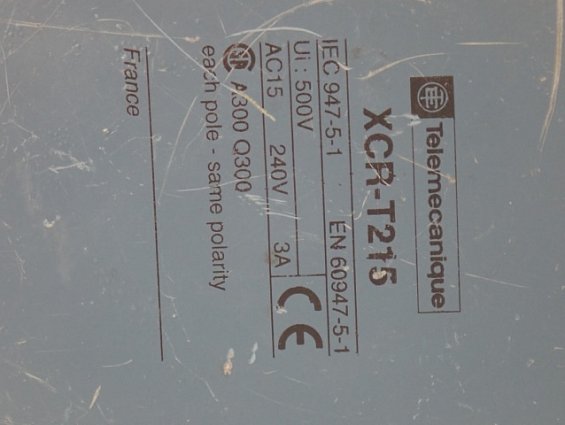 Telemecanique
XCR-T215
IEC 947-5-1 EN 60947-5-1
Ui : 500V
AC15 240V 3A CE
A300 Q300
each pole - same polarity
France